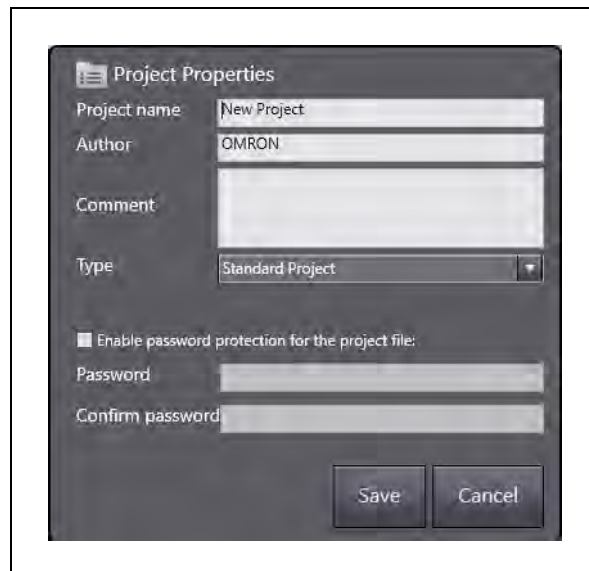 Project Properties
Project name New Project
Author OMRON
Comment
Type Standard Project
Enable password protection for the project file:
Password
Confirm password
Save Cancel